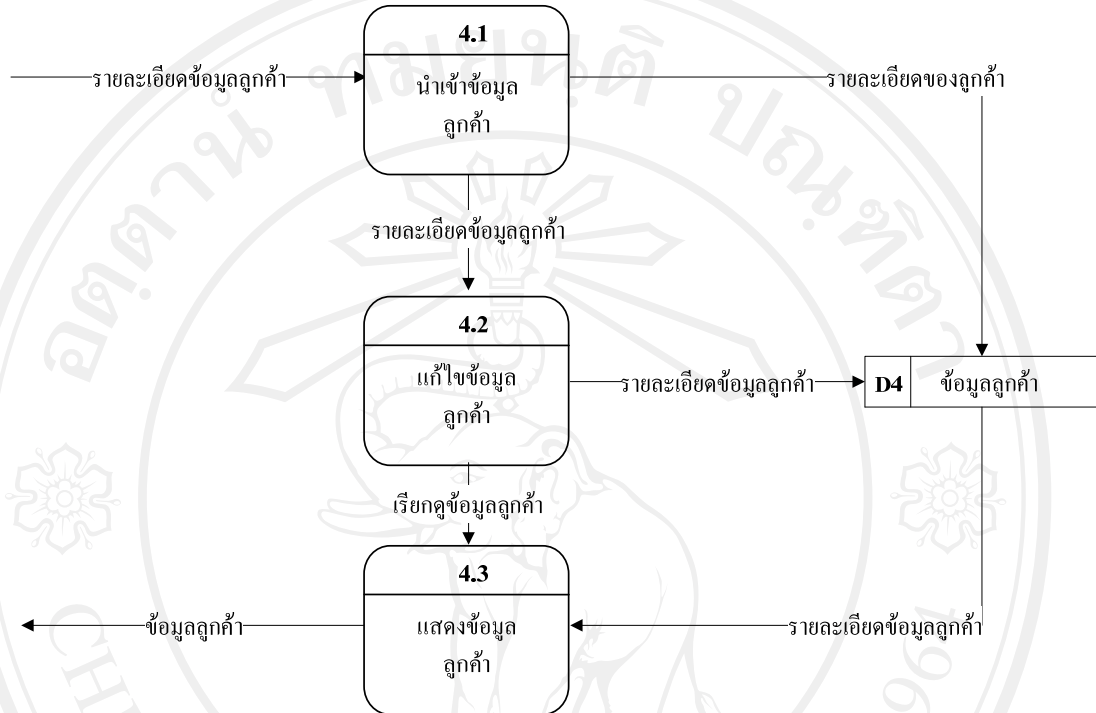 4.1
รายละเอียดข้อมูลลูกค้า
นำเข้าข้อมูล
ลูกค้า
รายละเอียดของลูกค้า
รายละเอียดข้อมูลลูกค้า
4.2
แก้ไขข้อมูล
ลูกค้า
รายละเอียดข้อมูลลูกค้า
D4 ข้อมูลลูกค้า
เรียกดูข้อมูลลูกค้า
4.3
ข้อมูลลูกค้า
แสดงข้อมูล
ลูกค้า
รายละเอียดข้อมูลลูกค้า